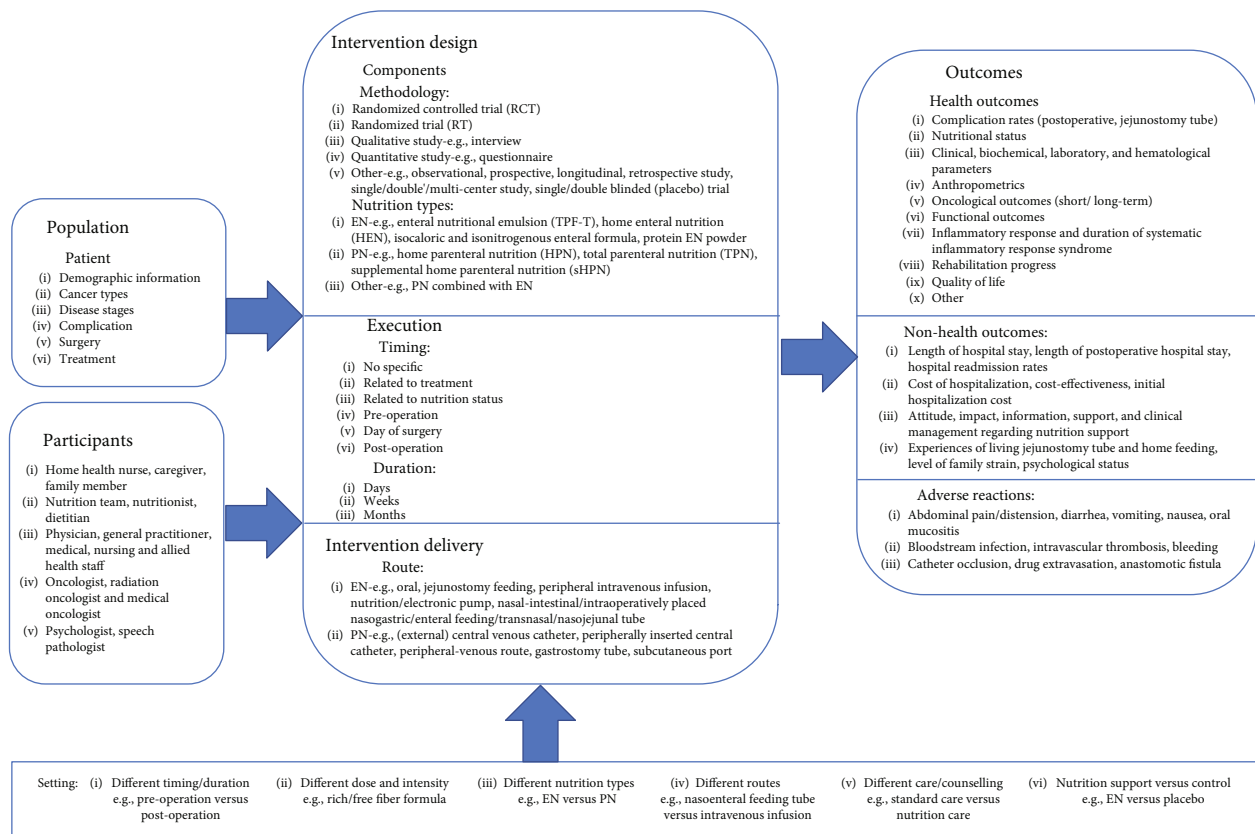 Population
Patient
(i) Demographic information
(ii) Cancer types
(iii) Disease stages
(iv) Complication
(v) Surgery
(vi) Treatment
Participants
(i) Home health nurse, caregiver,
family member
(ii) Nutrition team, nutritionist,
dietitian
(iii) Physician, general practitioner,
medical, nursing and allied
health staff
(iv) Oncologist, radiation
oncologist and medical
oncologist
(v) Psychologist, speech
pathologist
Intervention design
Components
Methodology:
(i) Randomized controlled trial (RCT)
(ii) Randomized trial (RT)
(iii) Qualitative study-e.g., interview
(iv) Quantitative study-e.g., questionnaire
(v) Other-e.g., observational, prospective, longitudinal, retrospective study,
single/double'/multi-center study, single/double blinded (placebo) trial
Nutrition types:
(i) EN-e.g., enteral nutritional emulsion (TPF-T), home enteral nutrition
(HEN), isocaloric and isonitrogenous enteral formula, protein EN powder
(ii) PN-e.g., home parenteral nutrition (HPN), total parenteral nutrition (TPN),
supplemental home parenteral nutrition (sHPN)
(iii) Other-e.g., PN combined with EN
Execution
Timing:
(i) No specific
(ii) Related to treatment
(iii) Related to nutrition status
(iv) Pre-operation
(v) Day of surgery
(vi) Post-operation
Duration:
(i) Days
(ii) Weeks
(iii) Months
Intervention delivery
Route:
(i) EN-e.g., oral, jejunostomy feeding, peripheral intravenous infusion,
nutrition/electronic pump, nasal-intestinal/intraoperatively placed
nasogastric/enteral feeding/transnasal/nasojejunal tube
(ii) PN-e.g., (external) central venous catheter, peripherally inserted central
catheter, peripheral-venous route, gastrostomy tube, subcutaneous port
Outcomes
Health outcomes
(i) Complication rates (postoperative, jejunostomy tube)
(ii) Nutritional status
(iii) Clinical, biochemical, laboratory, and hematological
parameters
(iv) Anthropometrics
(v) Oncological outcomes (short/ long-term)
(vi) Functional outcomes
(vii) Inflammatory response and duration of systematic
inflammatory response syndrome
(viii) Rehabilitation progress
(ix) Quality of life
(x) Other
Non-health outcomes:
(i) Length of hospital stay, length of postoperative hospital stay,
hospital readmission rates
(ii) Cost of hospitalization, cost-effectiveness, initial
hospitalization cost
(iii) Attitude, impact, information, support, and clinical
management regarding nutrition support
(iv) Experiences of living jejunostomy tube and home feeding,
level of family strain, psychological status
Adverse reactions:
(i) Abdominal pain/distension, diarrhea, vomiting, nausea, oral
mucositis
(ii) Bloodstream infection, intravascular thrombosis, bleeding
(iii) Catheter occlusion, drug extravasation, anastomotic fistula
Setting: (i) Different timing/duration
e.g., pre-operation versus
post-operation
(ii) Different dose and intensity
e.g., rich/free fiber formula
(iii) Different nutrition types
e.g., EN versus PN
(iv) Different routes
e.g., nasoenteral feeding tube
versus intravenous infusion
(v) Different care/counselling
e.g., standard care versus
nutrition care
(vi) Nutrition support versus control
e.g., EN versus placebo